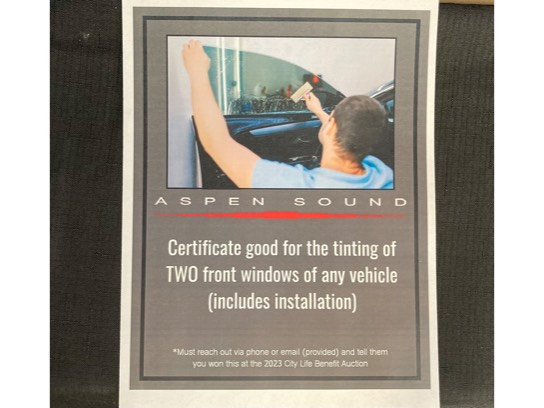 ASPEN SOUND
Certificate good for the tinting of
TWO front windows of any vehicle
(includes installation)
*Must reach out via phone or email (provided) and tell them
you won this at the 2023 City Life Benefit Auction